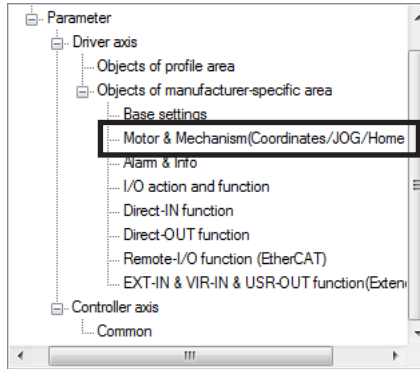 Parameter
Driver axis
Objects of profile area
Objects of manufacturer-specific area
Base settings
Motor & Mechanism(Coordinates/JOG/Home
Alarm & Info
I/O action and function
Direct-IN function
Direct-OUT function
Remote-I/O function (EtherCAT)
EXT-IN & VIR-IN & USR-OUT function(Exten
Controller axis
Common